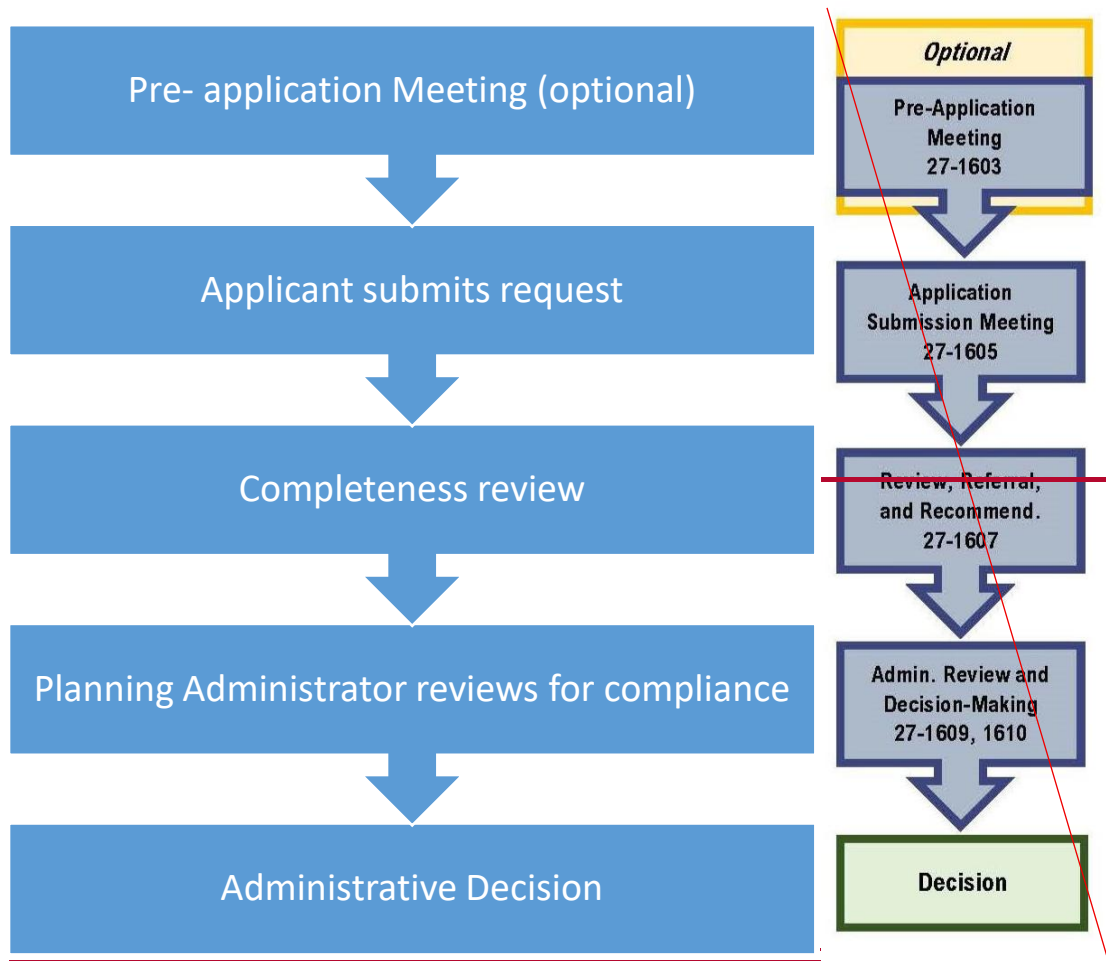 Pre- application Meeting (optional)
Applicant submits request
Completeness review
Planning Administrator reviews for compliance
Administrative Decision
Optional
Pre-Application
Meeting
27-1603
Application
Submission Meeting
27-1605
Review, Referral,
and Recommend.
27-1607
Admin. Review and
Decision-Making
27-1609, 1610
Decision